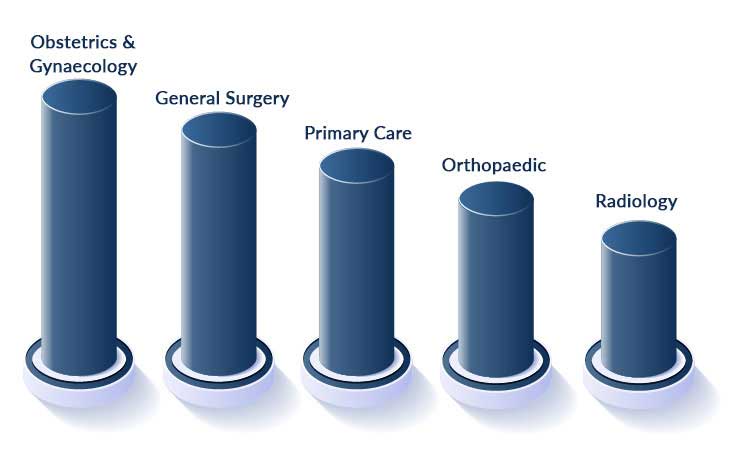 Obstetrics &
Gynaecology
General Surgery
Primary Care
Orthopaedic
Radiology